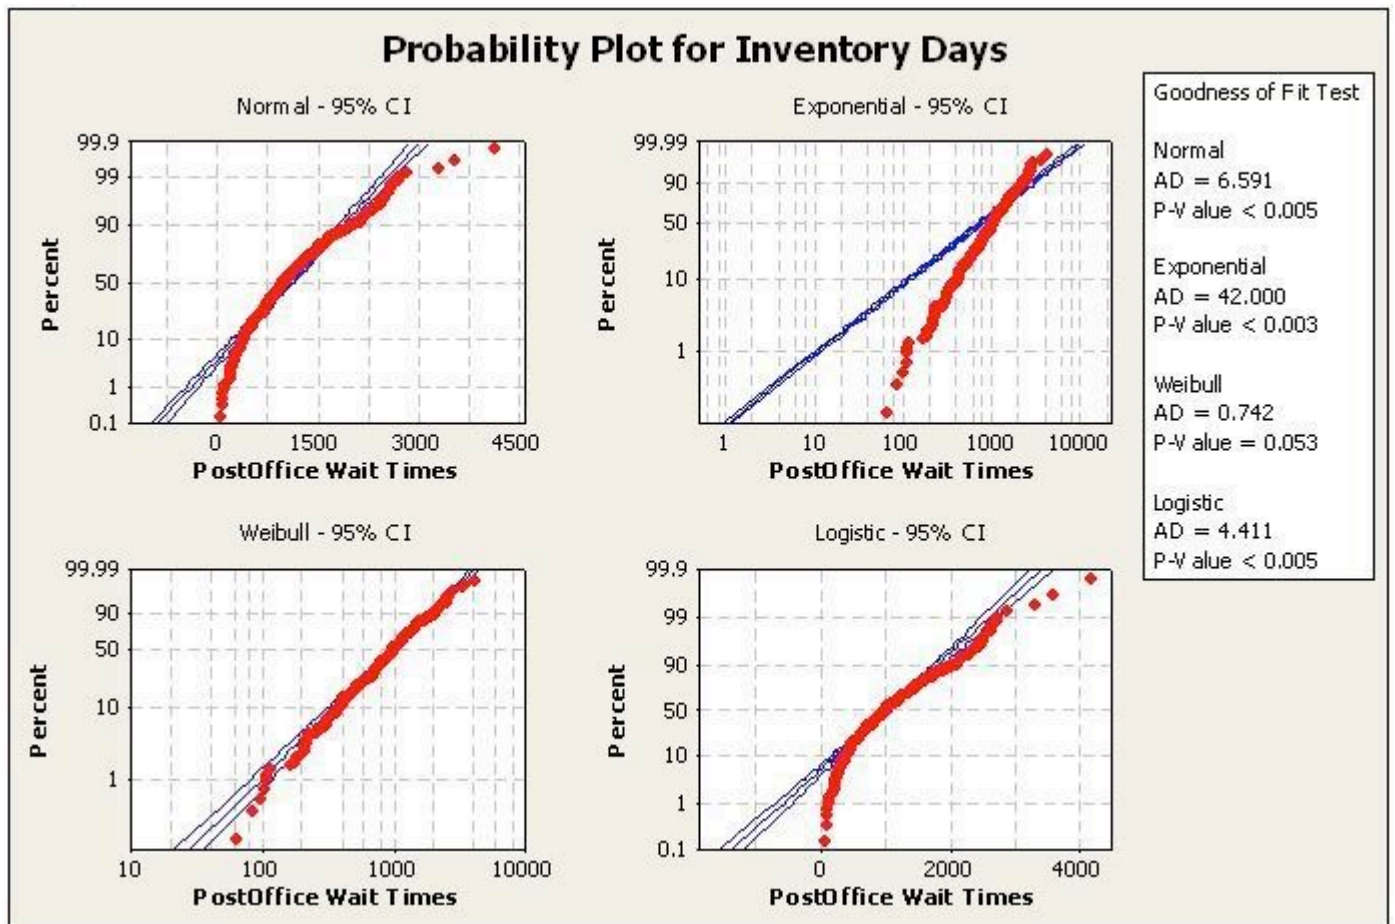 Probability Plot for Inventory Days
Normal - 95% CI
99.9
99
90
50
10
1
0.1
Percent
0 1500 3000 4500
PostOffice Wait Times
Exponential - 95% CI
99.99
90
50
10
1
Percent
1 10 100 1000 10000
PostOffice Wait Times
Weibull - 95% CI
99.99
90
50
10
1
Percent
10 100 1000 10000
PostOffice Wait Times
Logistic - 95% CI
99.9
99
90
50
10
1
0.1
Percent
0 2000 4000
PostOffice Wait Times
Goodness of Fit Test
Normal
AD = 6.591
P-Value < 0.005
Exponential
AD = 42.000
P-Value < 0.003
Weibull
AD = 0.742
P-Value = 0.053
Logistic
AD = 4.411
P-Value < 0.005